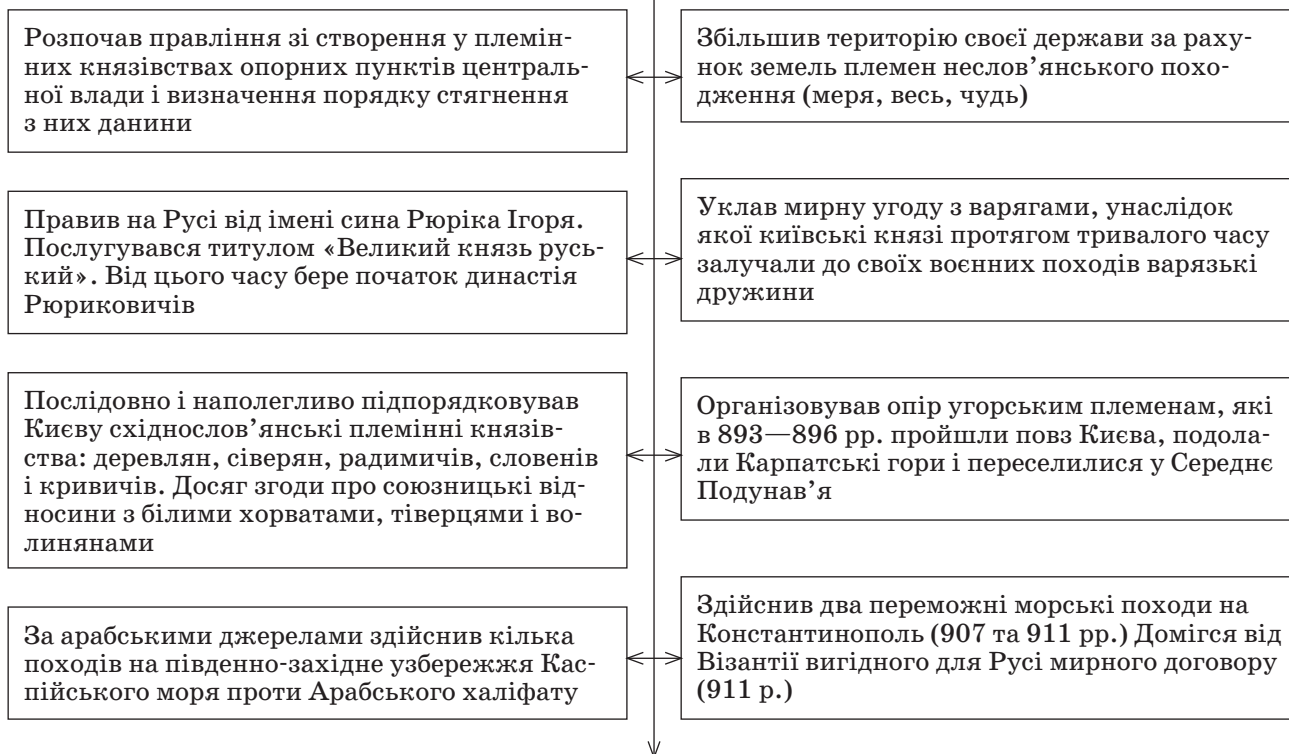 Розпочав правління зі створення у племін-
них князівствах опорних пунктів централь-
ної влади і визначення порядку стягнення
з них данини
Збільшив територію своєї держави за раху-
нок земель племен неслов’янського похо-
дження (меря, весь, чудь)
Правив на Русі від імені сина Рюріка Ігоря.
Послугувався титулом «Великий князь русь-
кий». Від цього часу бере початок династія
Рюриковичів
Уклав мирну угоду з варягами, унаслідок
якої київські князі протягом тривалого часу
залучали до своїх воєнних походів варязькі
дружини
Послідовно і наполегливо підпорядковував
Києву східнослов’янські племінні князів-
ства: деревлян, сіверян, радимичів, словенів
і кривичів. Досяг згоди про союзницькі від-
носини з білими хорватами, тіверцями і во-
линянами
Організовував опір угорським племенам, які
в 893—896 рр. пройшли повз Києва, подола-
ли Карпатські гори і переселилися у Середнє
Подунав’я
За арабськими джерелами здійснив кілька
походів на південно-західне узбережжя Кас-
пійського моря проти Арабського халіфату
Здійснив два переможні морські походи на
Константинополь (907 та 911 рр.) Домігся від
Візантії вигідного для Русі мирного договору
(911 р.)